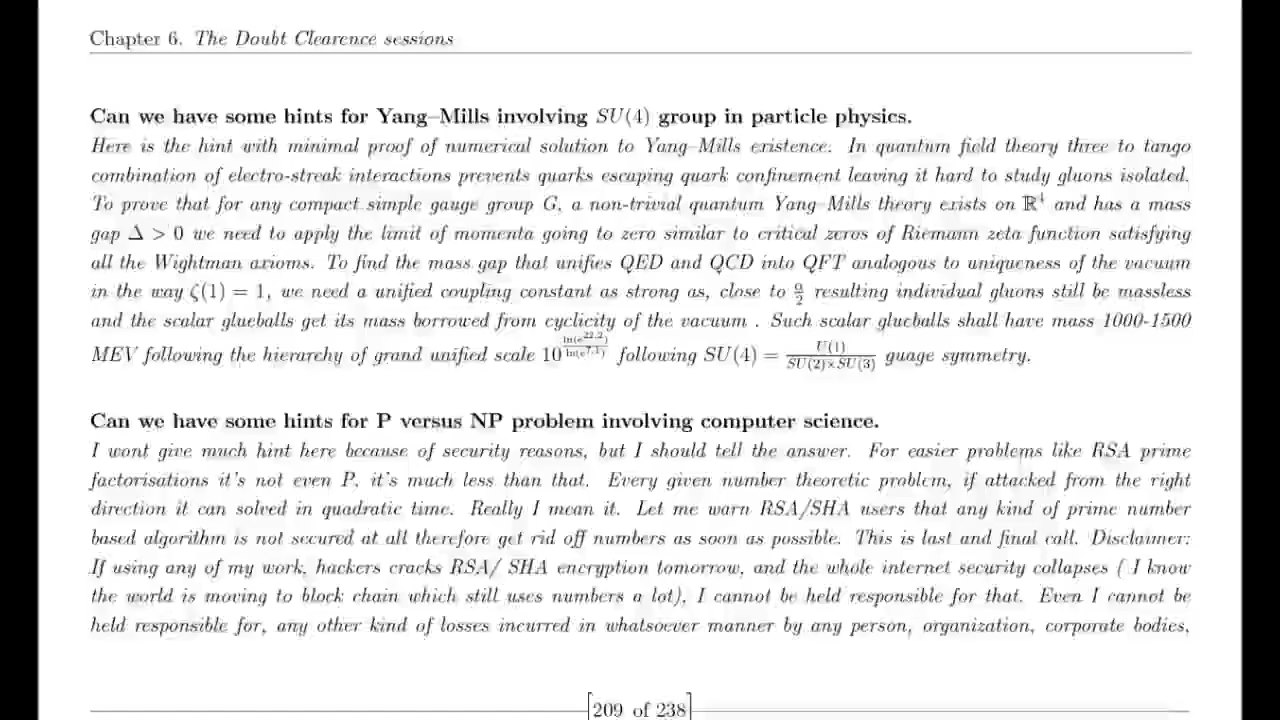 Chapter 6. The Doubt Clearence sessions
Can we have some hints for Yang–Mills involving SU(4) group in particle physics.
Here is the hint with minimal proof of numerical solution to Yang–Mills existence: In quantum field theory three to tango
combination of electro-streak interactions prevents quarks escaping quark confinement leaving it hard to study gluons isolated.
To prove that for any compact simple gauge group G, a non-trivial quantum Yang–Mills theory exists on ℝ⁴ and has a mass
gap Δ > 0 we need to apply the limit of momenta going to zero similar to critical zeros of Riemann zeta function satisfying
all the Wightman axioms. To find the mass gap that unifies QED and QCD into QFT analogous to uniqueness of the vacuum
in the way ζ(1) = 1, we need a unified coupling constant as strong as, close to α/2 resulting individual gluons still be massless
and the scalar glueballs get its mass borrowed from cyclicity of the vacuum . Such scalar glueballs shall have mass 1000-1500
MEV following the hierarchy of grand unified scale 10^(ln(e^22.2)/ln(e^7.1)) following SU(4) = U(1)/(SU(2)×SU(3)) guage symmetry.
Can we have some hints for P versus NP problem involving computer science.
I wont give much hint here because of security reasons, but I should tell the answer. For easier problems like RSA prime
factorisations it's not even P, it's much less than that. Every given number theoretic problem, if attacked from the right
direction it can solved in quadratic time. Really I mean it. Let me warn RSA/SHA users that any kind of prime number
based algorithm is not secured at all therefore get rid off numbers as soon as possible. This is last and final call. Disclaimer:
If using any of my work, hackers cracks RSA/ SHA encryption tomorrow, and the whole internet security collapses ( I know
the world is moving to block chain which still uses numbers a lot), I cannot be held responsible for that. Even I cannot be
held responsible for, any other kind of losses incurred in whatsoever manner by any person, organization, corporate bodies,
[209 of 238]